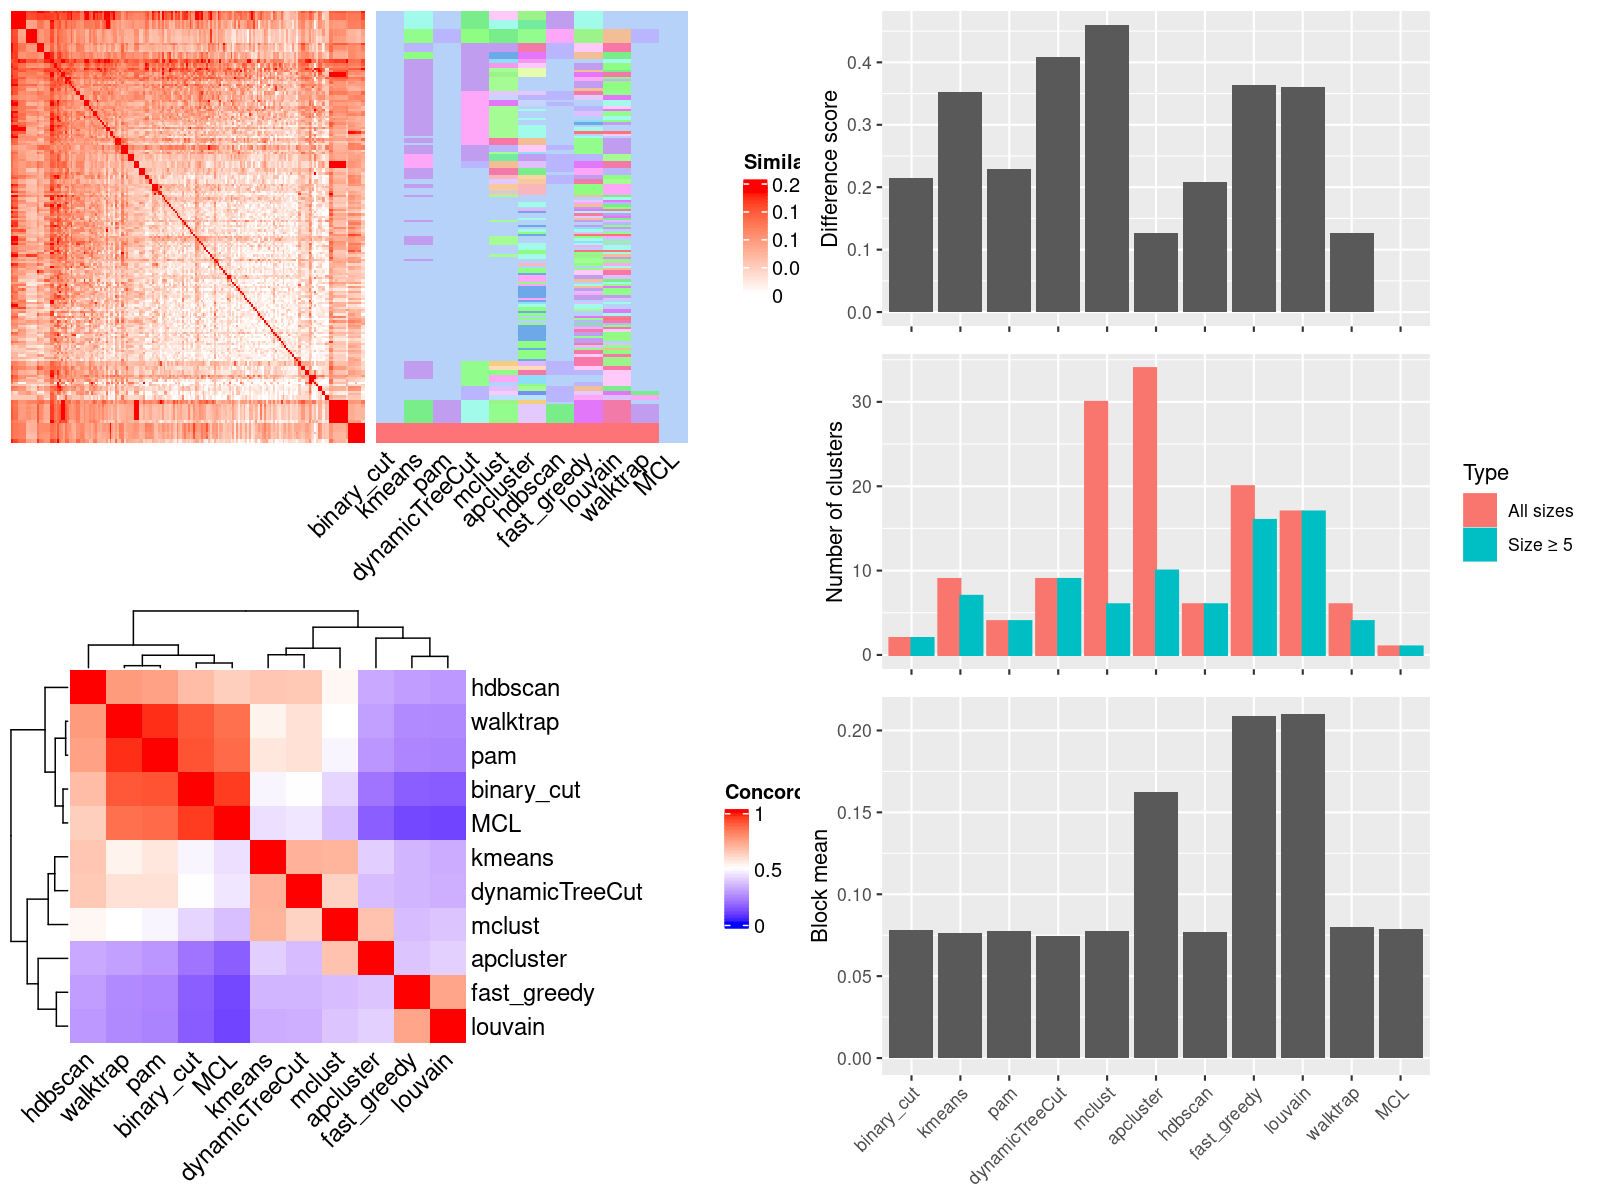 Simila
0.2
0.1
0.1
0.0
0
binary_cut
kmeans
pam
dynamicTreeCut
mclust
apcluster
hdbscan
fast_greedy
louvain
walktrap
MCL
hdbscan
walktrap
pam
binary_cut
MCL
kmeans
dynamicTreeCut
mclust
apcluster
fast_greedy
louvain
hdbscan
walktrap
pam
binary_cut
MCL
kmeans
dynamicTreeCut
mclust
apcluster
fast_greedy
louvain
Concord
1
0.5
0
Difference score
0.4
0.3
0.2
0.1
0.0
Number of clusters
30
20
10
0
Type
All sizes
Size ≥ 5
Block mean
0.20
0.15
0.10
0.05
0.00
binary_cut
kmeans
pam
dynamicTreeCut
mclust
apcluster
hdbscan
fast_greedy
louvain
walktrap
MCL